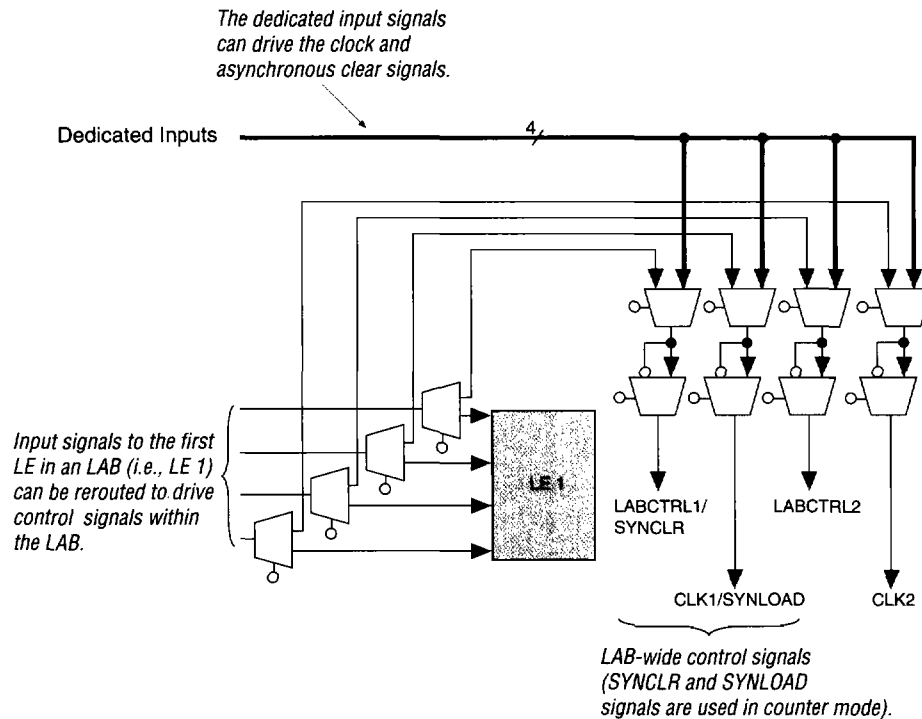 The dedicated input signals
can drive the clock and
asynchronous clear signals.
Dedicated Inputs
4
Input signals to the first
LE in an LAB (i.e., LE 1)
can be rerouted to drive
control signals within
the LAB.
LE 1
LABCTRL1/
SYNCLR
LABCTRL2
CLK1/SYNLOAD
CLK2
LAB-wide control signals
(SYNCLR and SYNLOAD
signals are used in counter mode).